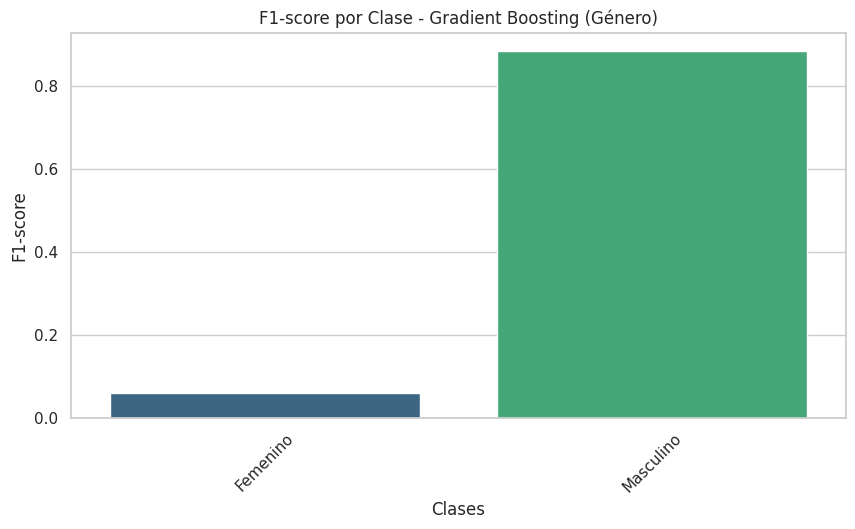 F1-score por Clase - Gradient Boosting (Género)
F1-score
0.8
0.6
0.4
0.2
0.0
Femenino
Masculino
Clases